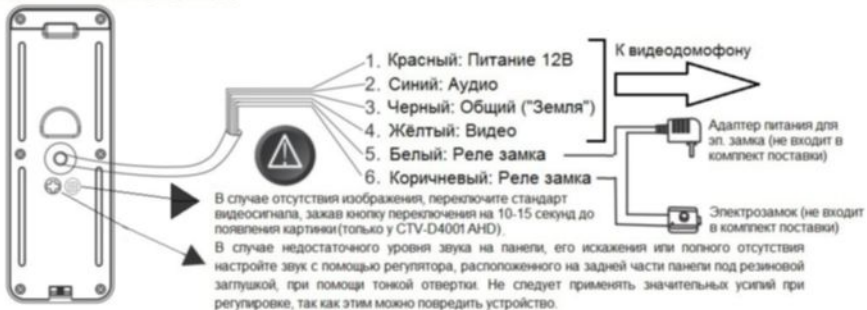 1. Красный: Питание 12В
2. Синий: Аудио
3. Черный: Общий ("Земля")
4. Жёлтый: Видео
5. Белый: Реле замка
6. Коричневый: Реле замка
К видеодомофону
Адаптер питания для
эл. замка (не входит в
комплект поставки)
Электрозамок (не входит
в комплект поставки)
В случае отсутствия изображения, переключите стандарт
видеосигнала, зажав кнопку переключения на 10-15 секунд до
появления картинки (только у CTV-D4001 AHD).
В случае недостаточного уровня звука на панели, его искажения или полного отсутствия
настройте звук с помощью регулятора, расположенного на задней части панели под резиновой
заглушкой, при помощи тонкой отвертки. Не следует применять значительных усилий при
регулировке, так как этим можно повредить устройство.